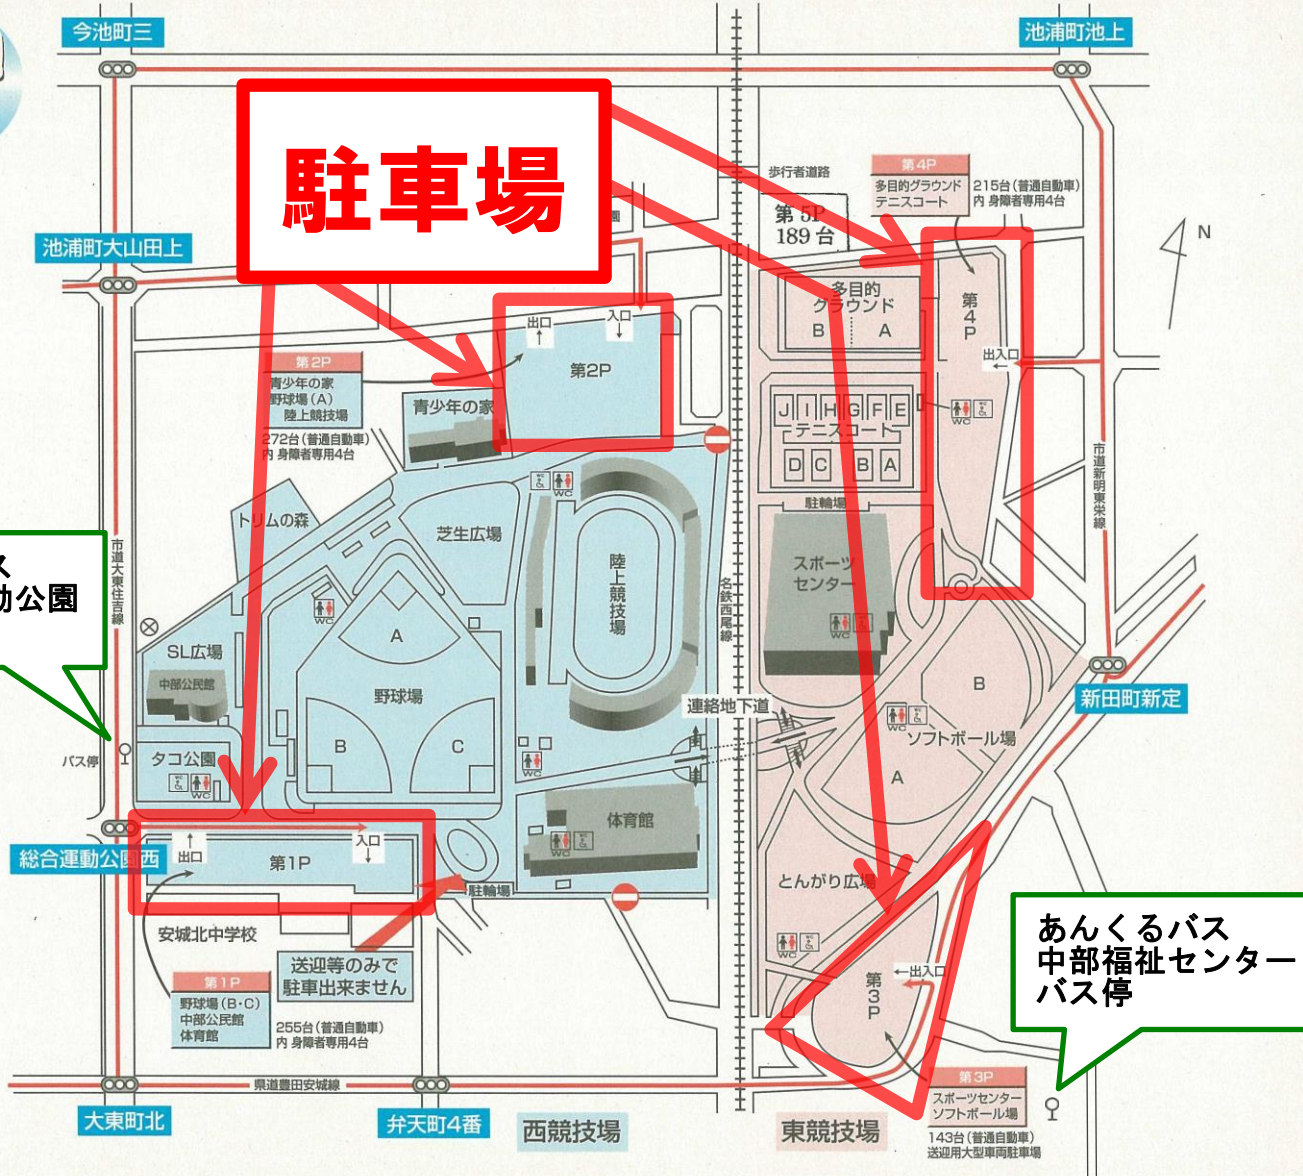 今池町三
池浦町池上
駐車場
歩行者道路
第4P
多目的グラウンド
テニスコート
215台(普通自動車)
内 身障者専用4台
第5P
189台
N
池浦町大山田上
園
多目的
グラウンド
B A
第4P
出入口
出口
入口
第2P
第2P
青少年の家
野球場(A)
陸上競技場
272台(普通自動車)
内 身障者専用4台
青少年の家
J I H G F E
テニスコート
D C B A
WC
駐輪場
市道新明東栄線
トリムの森
芝生広場
WC
陸上競技場
スポーツ
センター
WC
名鉄西尾線
ス
動公園
市道大東住吉線
WC
A
SL広場
中部公民館
野球場
B
C
連絡地下道
B
WC
ソフトボール場
A
新田町新定
バス停
タコ公園
WC
WC
体育館
WC
総合運動公園西
出口
第1P
入口
駐輪場
とんがり広場
WC
安城北中学校
送迎等のみで
駐車出来ません
第1P
野球場(B・C)
中部公民館
体育館
255台(普通自動車)
内 身障者専用4台
第3P
←出入口
あんくるバス
中部福祉センター
バス停
県道豊田安城線
第3P
スポーツセンター
ソフトボール場
143台(普通自動車)
送迎用大型車両駐車場
大東町北
弁天町4番
西競技場
東競技場